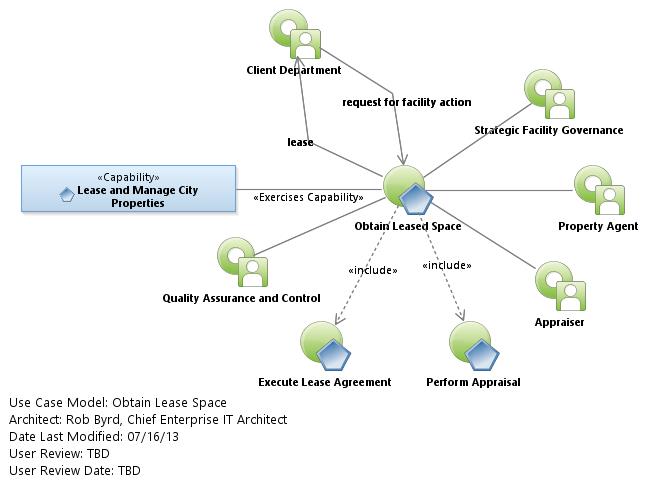 Client Department
request for facility action
Strategic Facility Governance
lease
«Capability»
Lease and Manage City
Properties
«Exercises Capability»
Obtain Leased Space
Property Agent
«include»
«include»
Quality Assurance and Control
Appraiser
Execute Lease Agreement
Perform Appraisal
Use Case Model: Obtain Lease Space
Architect: Rob Byrd, Chief Enterprise IT Architect
Date Last Modified: 07/16/13
User Review: TBD
User Review Date: TBD